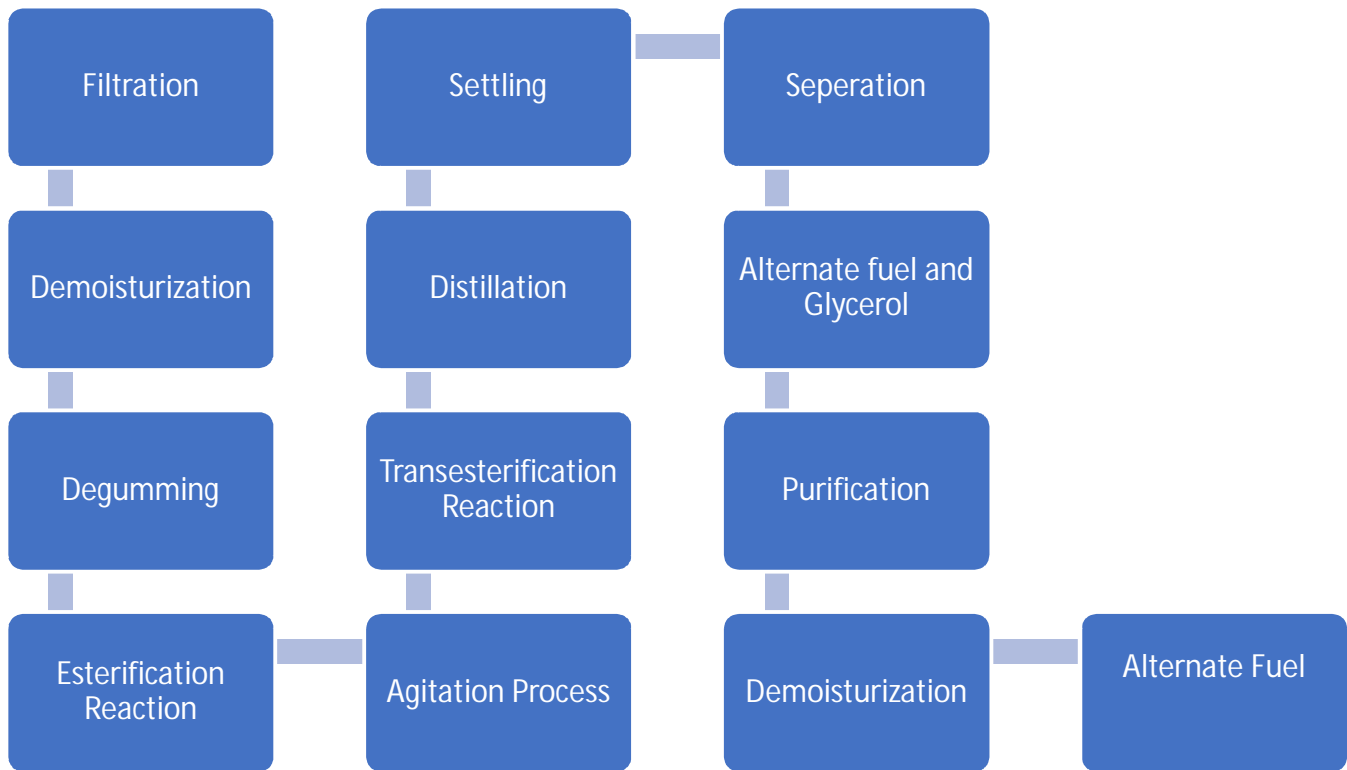 Filtration
Demoisturization
Degumming
Esterification
Reaction
Agitation Process
Transesterification
Reaction
Distillation
Settling
Seperation
Alternate fuel and
Glycerol
Purification
Demoisturization
Alternate Fuel